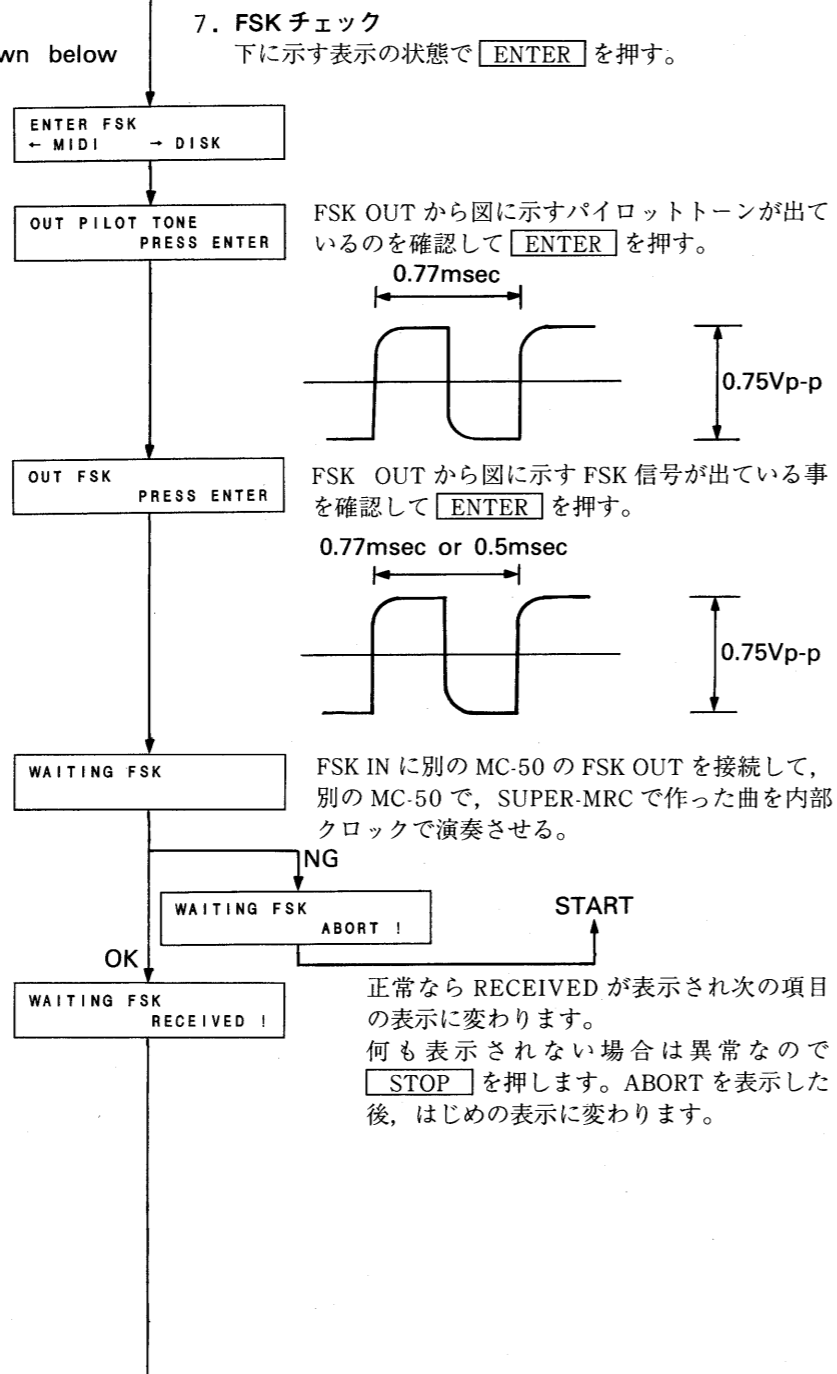 7. FSK チェック
wn below
下に示す表示の状態で ENTER を押す。
ENTER FSK
← MIDI → DISK
OUT PILOT TONE
PRESS ENTER
FSK OUT から図に示すパイロットトーンが出て
いるのを確認して ENTER を押す。
0.77msec
0.75Vp-p
OUT FSK
PRESS ENTER
FSK OUT から図に示す FSK 信号が出ている事
を確認して ENTER を押す。
0.77msec or 0.5msec
0.75Vp-p
WAITING FSK
FSK IN に別の MC-50 の FSK OUT を接続して,
別の MC-50 で, SUPER-MRC で作った曲を内部
クロックで演奏させる。
NG
WAITING FSK
ABORT !
START
OK
WAITING FSK
RECEIVED !
正常なら RECEIVED が表示され次の項目
の表示に変わります。
何も表示されない場合は異常なので
STOP を押します。ABORT を表示した
後, はじめの表示に変わります。